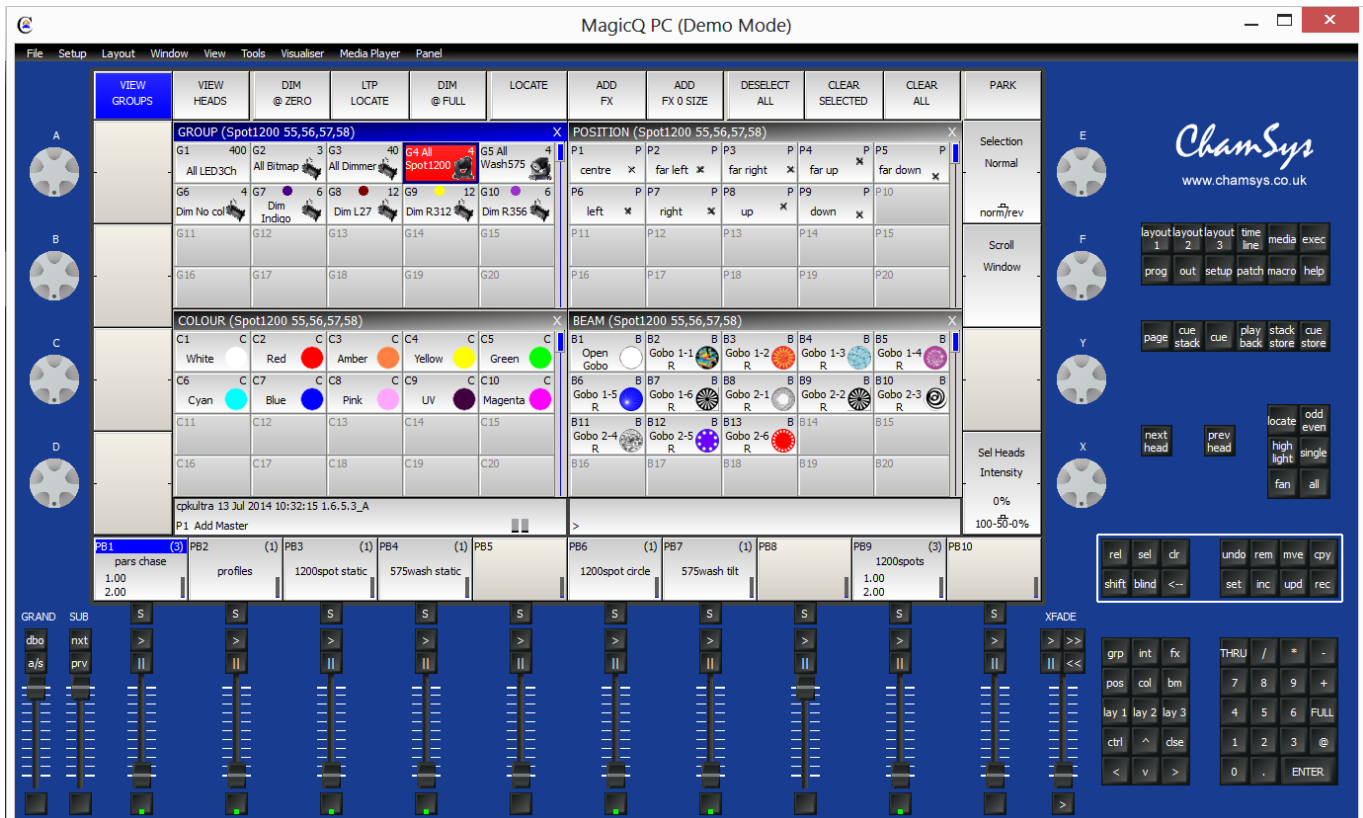 MagicQ PC (Demo Mode)
File Setup Layout Window View Tools Visualiser Media Player Panel
VIEW GROUPS
VIEW HEADS
DIM @ ZERO
LTP LOCATE
DIM @ FULL
LOCATE
ADD FX
ADD FX 0 SIZE
DESELECT ALL
CLEAR SELECTED
CLEAR ALL
PARK
A
B
C
D
GROUP (Spot1200 55,56,57,58) X
G1 400 All LED3Ch
G2 3 All Bitmap
G3 40 All Dimmer
G4 All 4 Spot1200
G5 All 4 Wash575
G6 4 Dim No col
G7 6 Dim Indigo
G8 12 Dim L27
G9 12 Dim R312
G10 6 Dim R356
G11 G12 G13 G14 G15
G16 G17 G18 G19 G20
POSITION (Spot1200 55,56,57,58) X
P1 P centre
P2 P far left
P3 P far right
P4 P far up
P5 P far down
P6 P left
P7 P right
P8 P up
P9 P down
P10
P11 P12 P13 P14 P15
P16 P17 P18 P19 P20
COLOUR (Spot1200 55,56,57,58) X
C1 C White
C2 C Red
C3 C Amber
C4 C Yellow
C5 C Green
C6 C Cyan
C7 C Blue
C8 C Pink
C9 C UV
C10 C Magenta
C11 C12 C13 C14 C15
C16 C17 C18 C19 C20
BEAM (Spot1200 55,56,57,58) X
B1 B Open Gobo
B2 B Gobo 1-1 R
B3 B Gobo 1-2 R
B4 B Gobo 1-3 R
B5 B Gobo 1-4 R
B6 B Gobo 1-5 R
B7 B Gobo 1-6 R
B8 B Gobo 2-1 R
B9 B Gobo 2-2 R
B10 B Gobo 2-3 R
B11 B Gobo 2-4 R
B12 B Gobo 2-5 R
B13 B Gobo 2-6 R
B14 B15
B16 B17 B18 B19 B20
Selection
Normal
norm/rev
Scroll
Window
Sel Heads
Intensity
0%
100-50-0%
cpkultra 13 Jul 2014 10:32:15 1.6.5.3_A
P1 Add Master
>
PB1 (3) pars chase 1.00 2.00
PB2 (1) profiles
PB3 (1) 1200spot static
PB4 (1) 575wash static
PB5
PB6 (1) 1200spot circle
PB7 (1) 575wash tilt
PB8
PB9 (3) 1200spots 1.00 2.00
PB10
E
F
Y
X
ChamSys
www.chamsys.co.uk
layout 1 layout 2 layout 3 time line media exec
prog out setup patch macro help
page cue stack cue play back stack store cue store
next head prev head
locate odd even
high light single
fan all
rel sel clr undo rem mve cpy
shift blind <-- set inc upd rec
GRAND SUB
S S S S S S S S S S
XFADE
dbo nxt > > > > > > > > > > > >>
a/s prv || || || || || || || || || || || <<
grp int fx THRU / * -
pos col bm 7 8 9 +
lay 1 lay 2 lay 3 4 5 6 FULL
ctrl ^ clse 1 2 3 @
< v > 0 . ENTER
>